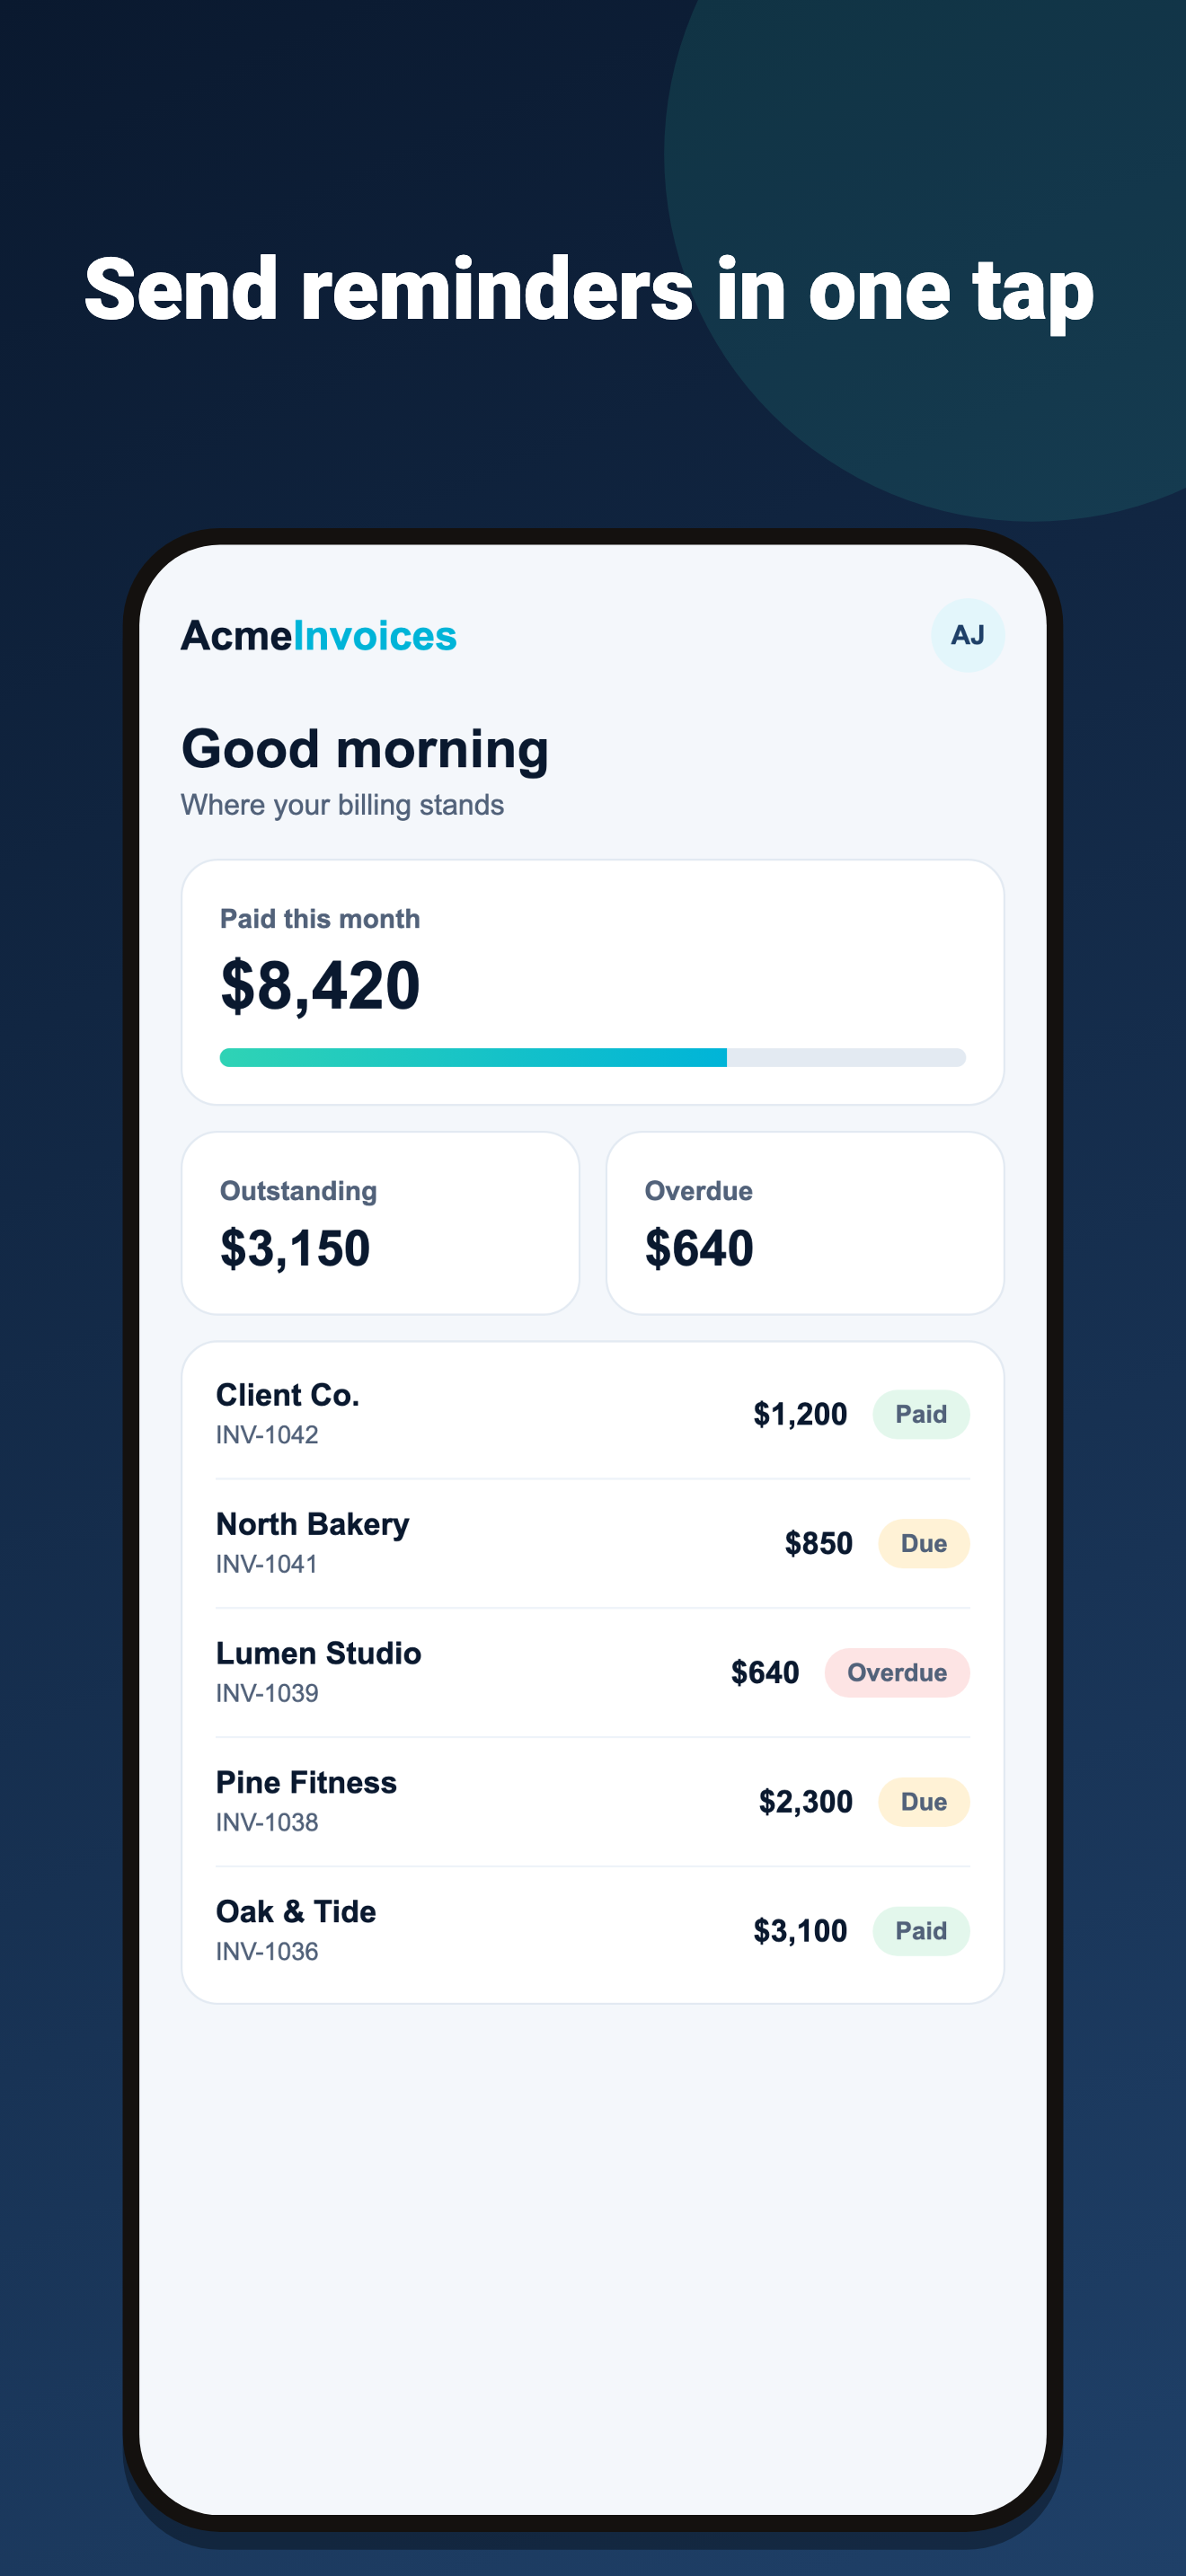 Send reminders in one tap
AcmeInvoices
AJ
Good morning
Where your billing stands
Paid this month
$8,420
Outstanding
$3,150
Overdue
$640
Client Co.
INV-1042
$1,200
Paid
North Bakery
INV-1041
$850
Due
Lumen Studio
INV-1039
$640
Overdue
Pine Fitness
INV-1038
$2,300
Due
Oak & Tide
INV-1036
$3,100
Paid